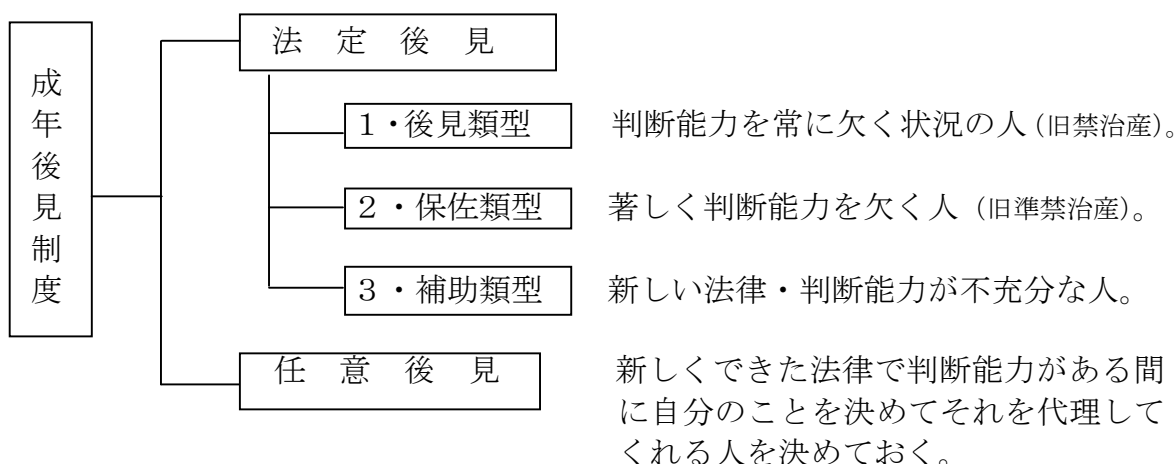 成年後見制度
法　定　後　見
１・後見類型　判断能力を常に欠く状況の人(旧禁治産)。
２・保佐類型　著しく判断能力を欠く人（旧準禁治産)。
３・補助類型　新しい法律・判断能力が不充分な人。
任　意　後　見　新しくできた法律で判断能力がある間
に自分のことを決めてそれを代理して
くれる人を決めておく。